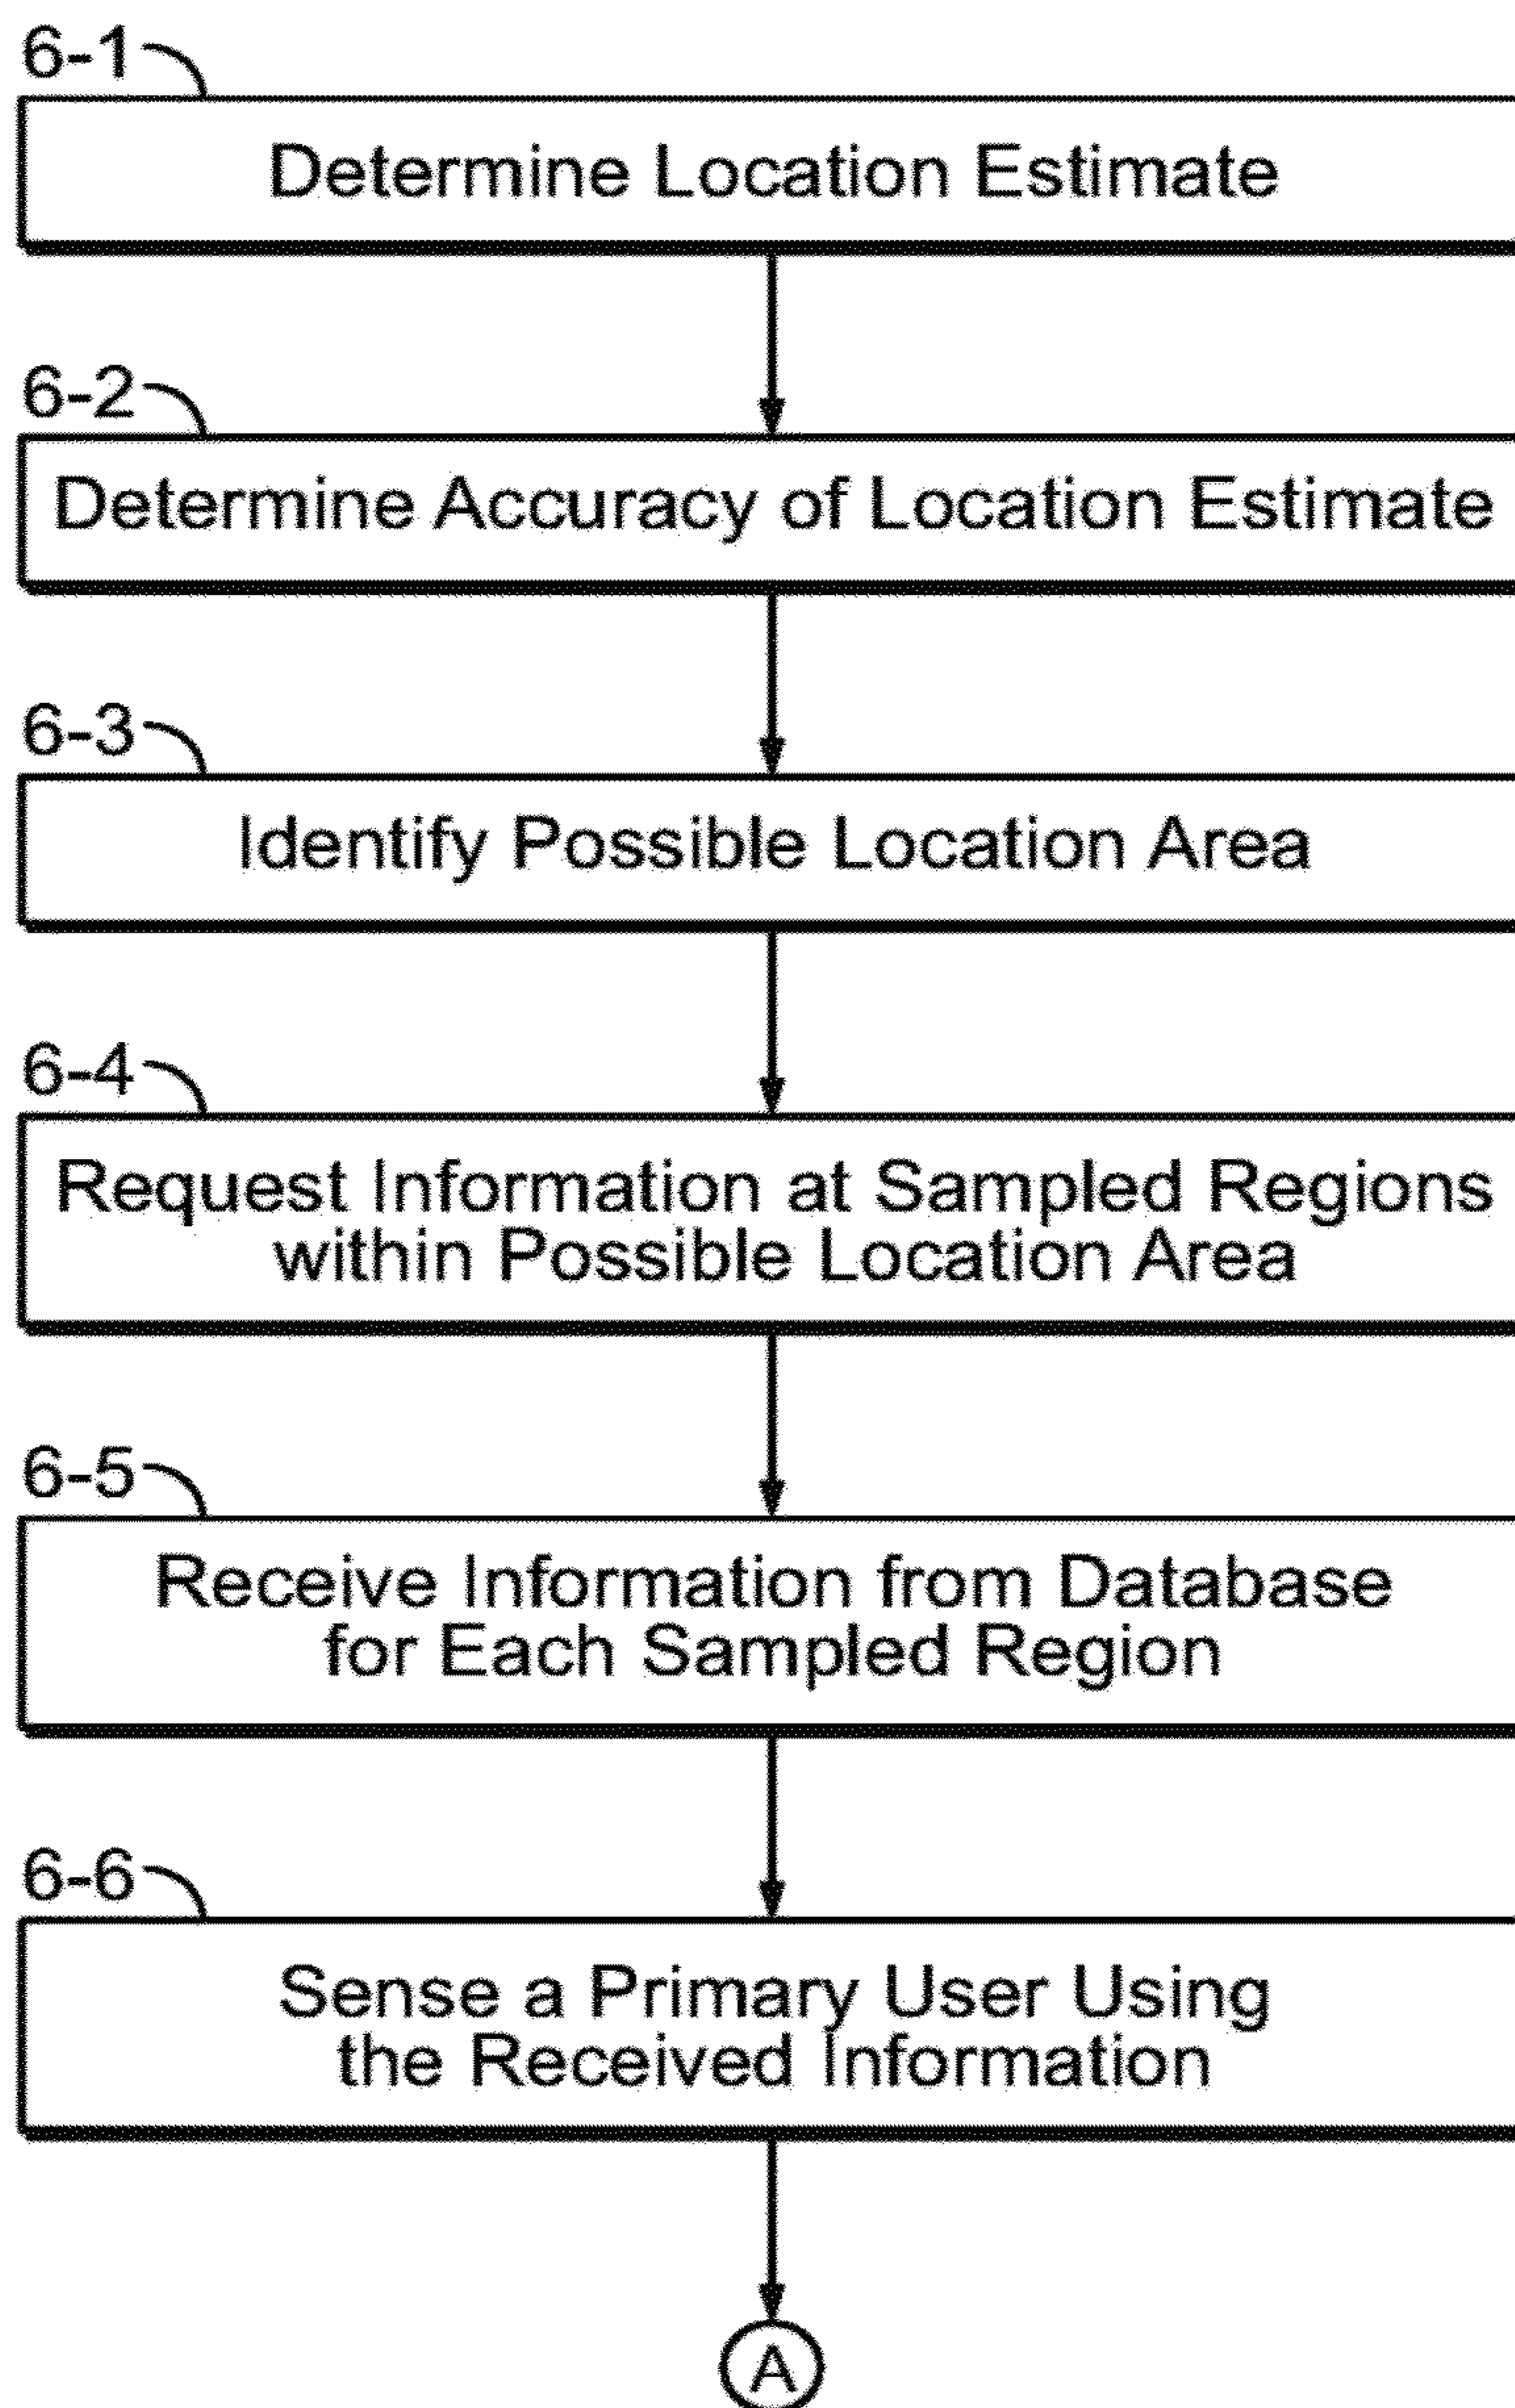 6-1
Determine Location Estimate
6-2
Determine Accuracy of Location Estimate
6-3
Identify Possible Location Area
6-4
Request Information at Sampled Regions
within Possible Location Area
6-5
Receive Information from Database
for Each Sampled Region
6-6
Sense a Primary User Using
the Received Information
A